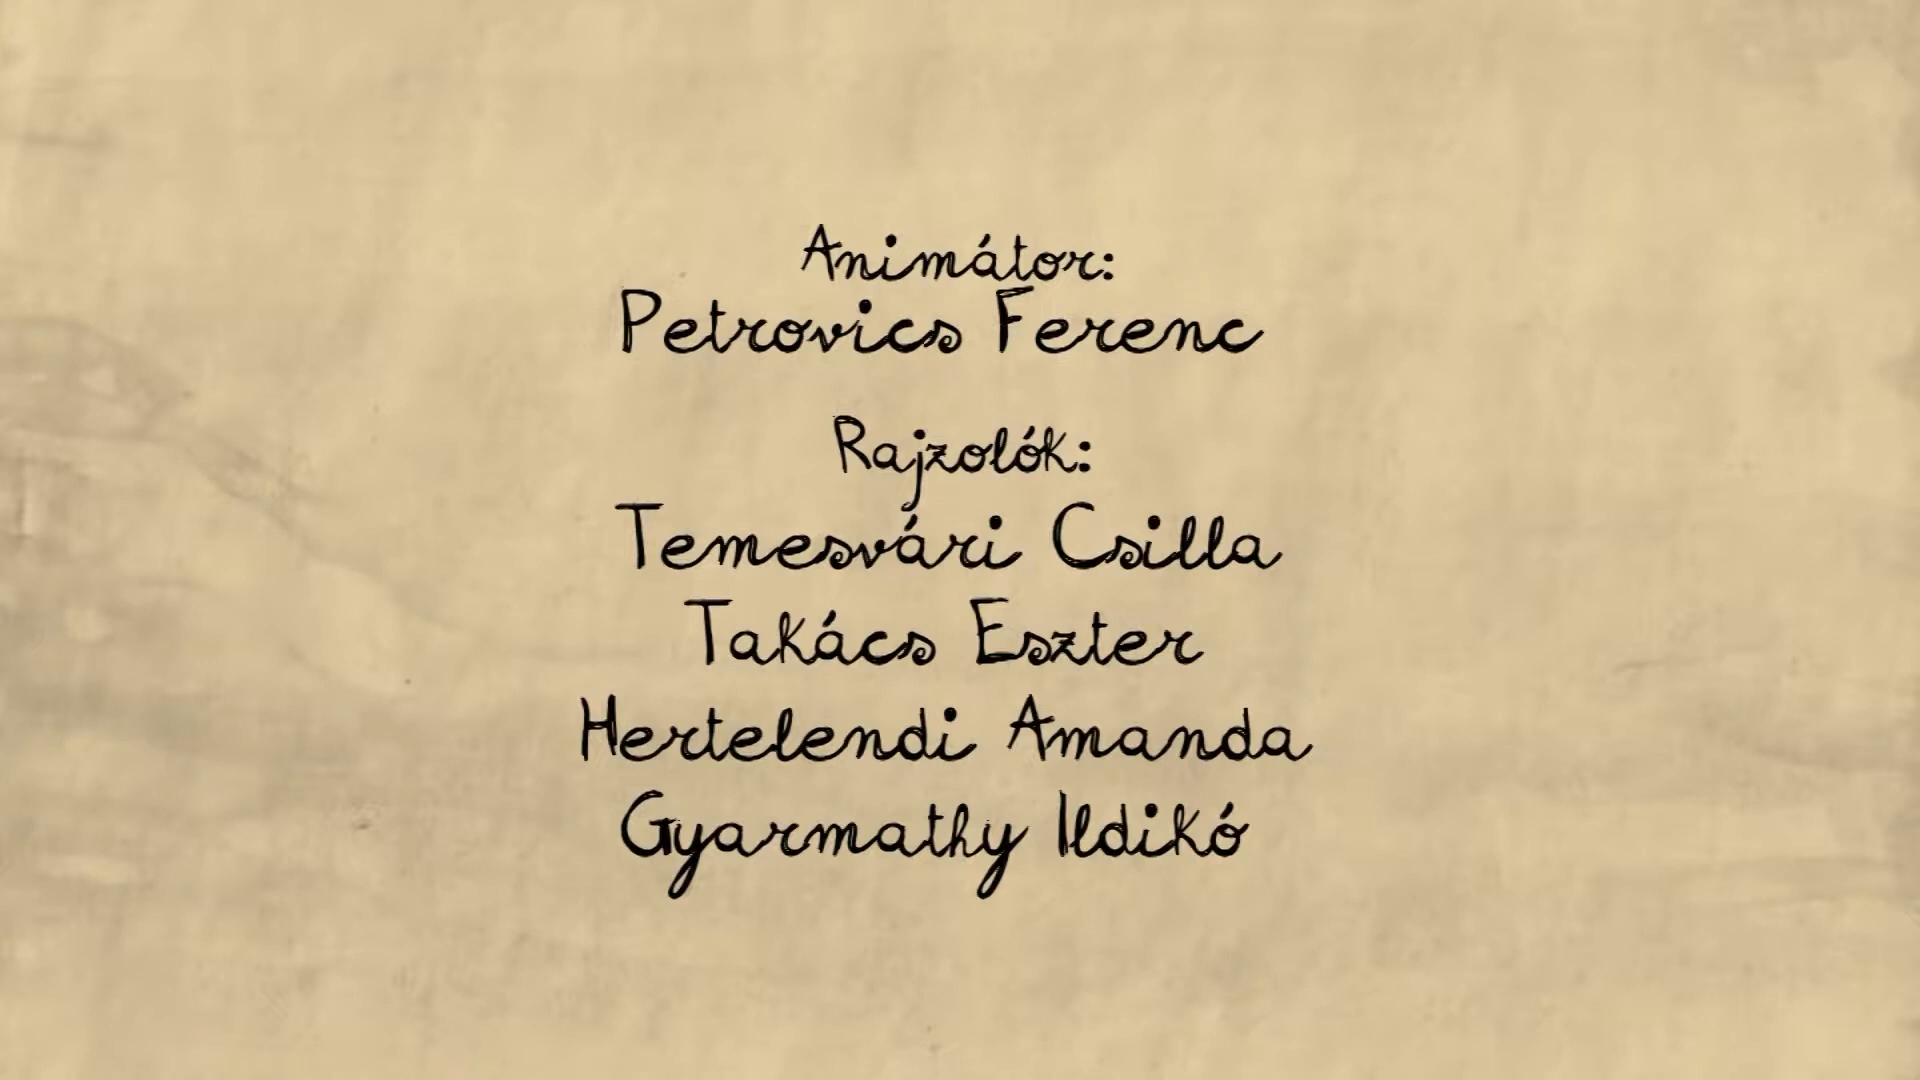 Animátor:
Petrovics Ferenc
Rajzolók:
Temesvári Csilla
Takács Eszter
Hertelendi Amanda
Gyarmathy Ildikó